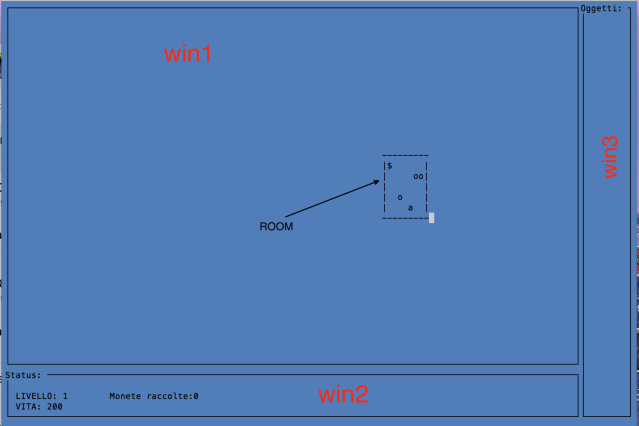 Oggetti:
win1
win3
$
oo
o
a
ROOM
Status:
LIVELLO: 1 Monete raccolte:0
VITA: 200
win2